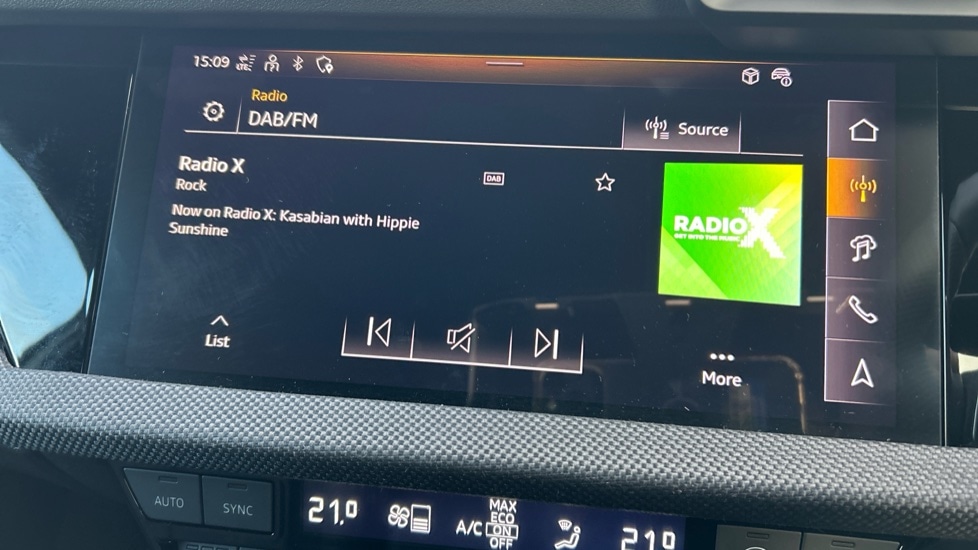 15:09 LTE
Radio
DAB/FM
Source
Radio X
Rock
DAB
Now on Radio X: Kasabian with Hippie
Sunshine
RADIO X
GET INTO THE MUSIC
List
More
AUTO
SYNC
21.0
A/C
MAX
ECO
ON
OFF
21.0